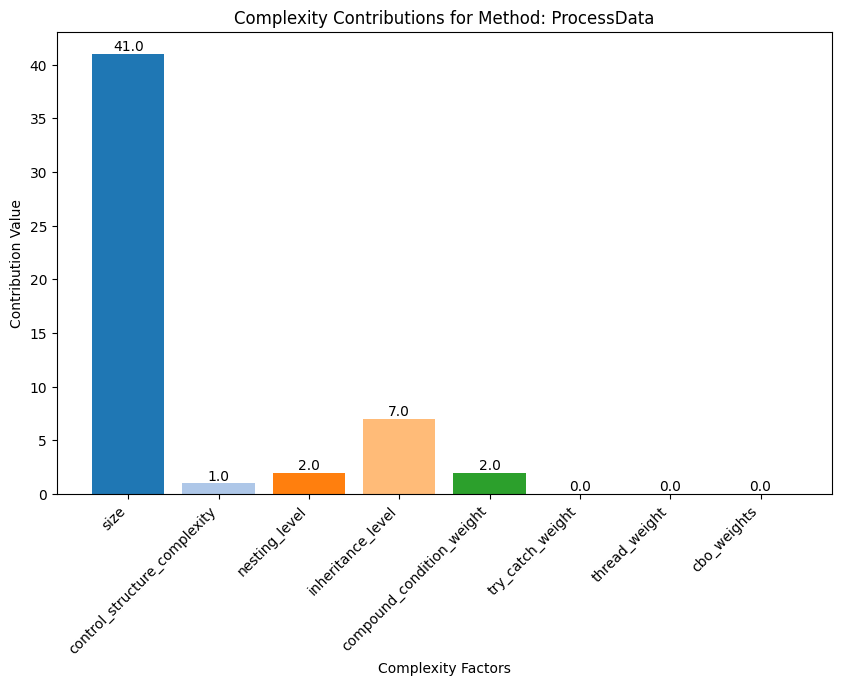 Complexity Contributions for Method: ProcessData
Contribution Value
40
35
30
25
20
15
10
5
0
41.0
1.0
2.0
7.0
2.0
0.0
0.0
0.0
size
control_structure_complexity
nesting_level
inheritance_level
compound_condition_weight
try_catch_weight
thread_weight
cbo_weights
Complexity Factors